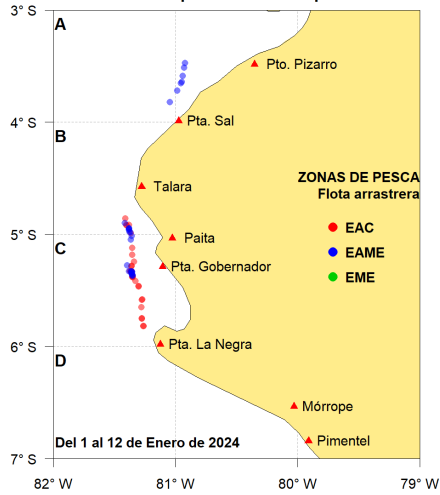 3° S
A
Pto. Pizarro
4° S
Pta. Sal
B
Talara
ZONAS DE PESCA
Flota arrastrera
EAC
5° S
Paita
C
EAME
Pta. Gobernador
EME
6° S
Pta. La Negra
D
Mórrope
Del 1 al 12 de Enero de 2024
Pimentel
7° S
82° W
81° W
80° W
79° W